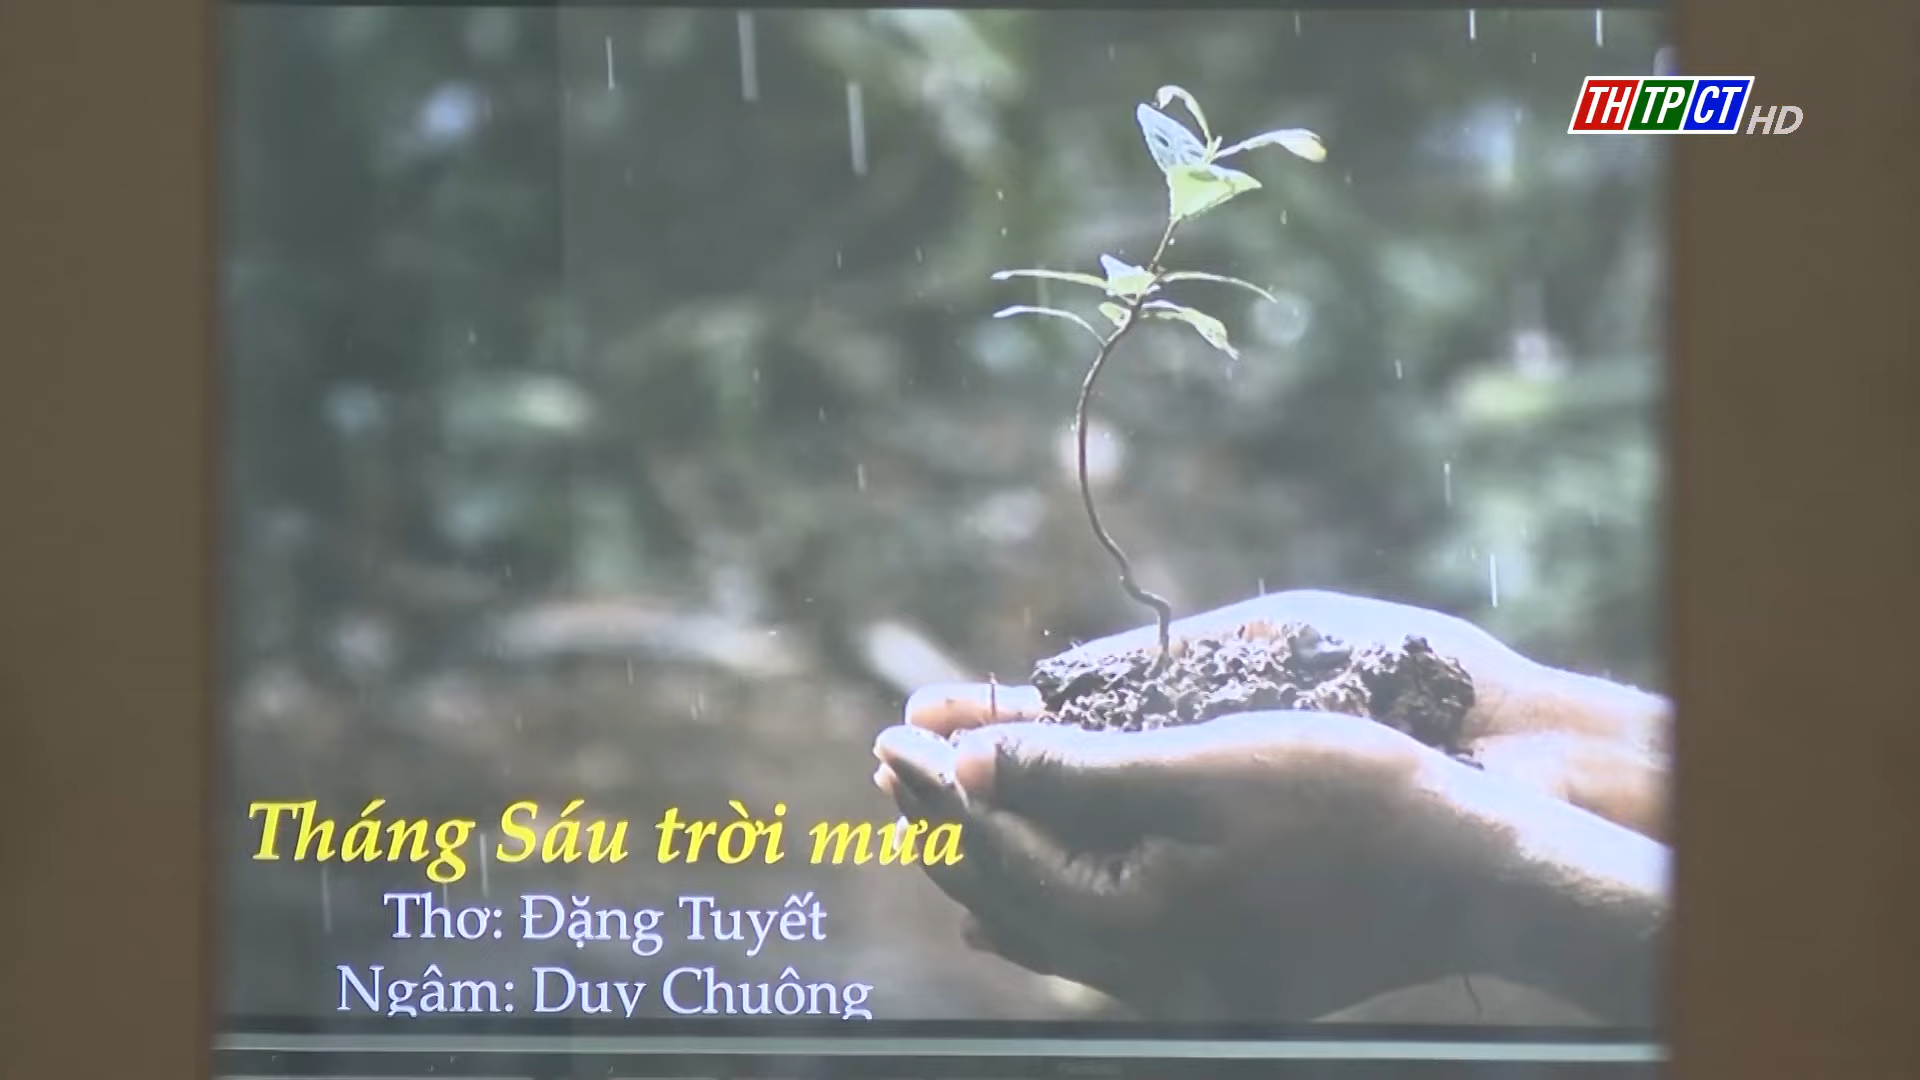 THTPCT HD
Tháng Sáu trời mưa
Thơ: Đặng Tuyết
Ngâm: Duy Chuông